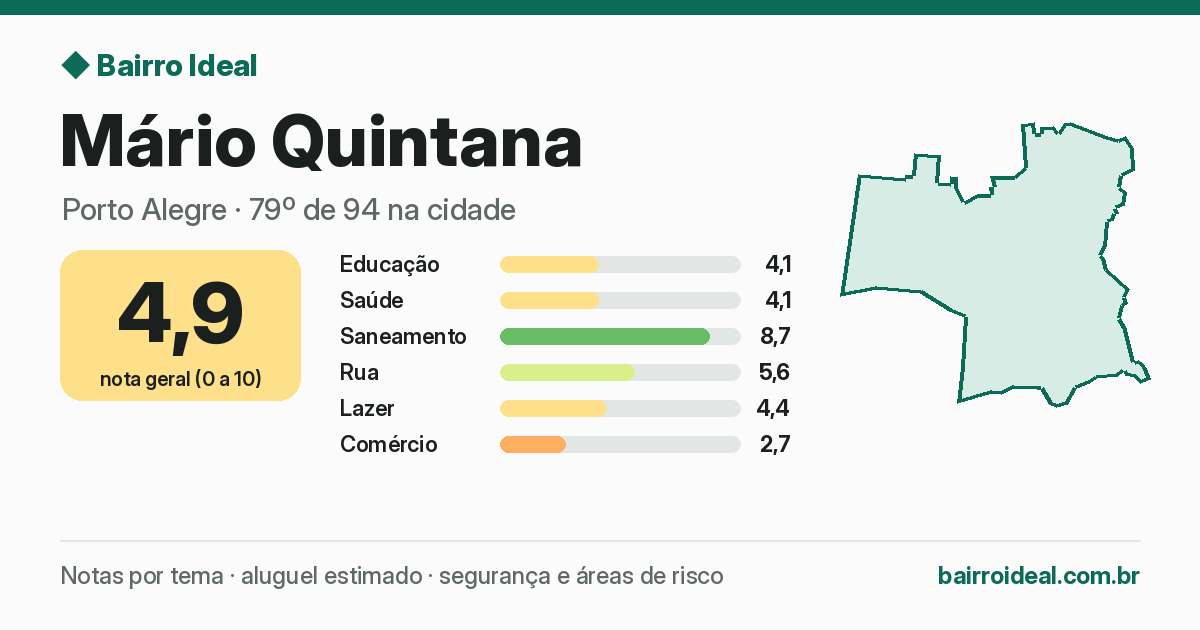 Bairro Ideal
Mário Quintana
Porto Alegre · 79º de 94 na cidade
4,9
nota geral (0 a 10)
Educação 4,1
Saúde 4,1
Saneamento 8,7
Rua 5,6
Lazer 4,4
Comércio 2,7
Notas por tema · aluguel estimado · segurança e áreas de risco
bairroideal.com.br